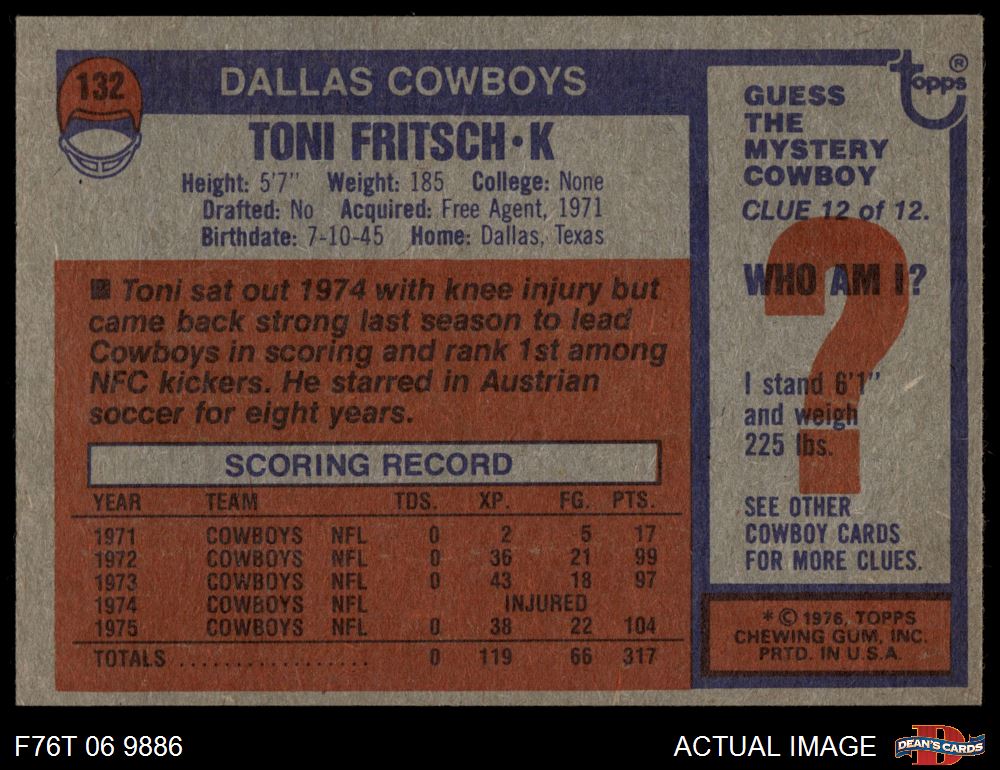 132
DALLAS COWBOYS
TONI FRITSCH·K
Height: 5'7" Weight: 185 College: None
Drafted: No Acquired: Free Agent, 1971
Birthdate: 7-10-45 Home: Dallas, Texas
■ Toni sat out 1974 with knee injury but
came back strong last season to lead
Cowboys in scoring and rank 1st among
NFC kickers. He starred in Austrian
soccer for eight years.
SCORING RECORD
YEAR TEAM TDS. XP. FG. PTS.
1971 COWBOYS NFL 0 2 5 17
1972 COWBOYS NFL 0 36 21 99
1973 COWBOYS NFL 0 43 18 97
1974 COWBOYS NFL INJURED
1975 COWBOYS NFL 0 38 22 104
TOTALS .................. 0 119 66 317
topps®
GUESS
THE
MYSTERY
COWBOY
CLUE 12 of 12.
WHO AM I?
?
I stand 6'1"
and weigh
225 lbs.
SEE OTHER
COWBOY CARDS
FOR MORE CLUES.
* © 1976, TOPPS
CHEWING GUM, INC.
PRTD. IN U.S.A.
F76T 06 9886
ACTUAL IMAGE
D
DEAN'S CARDS